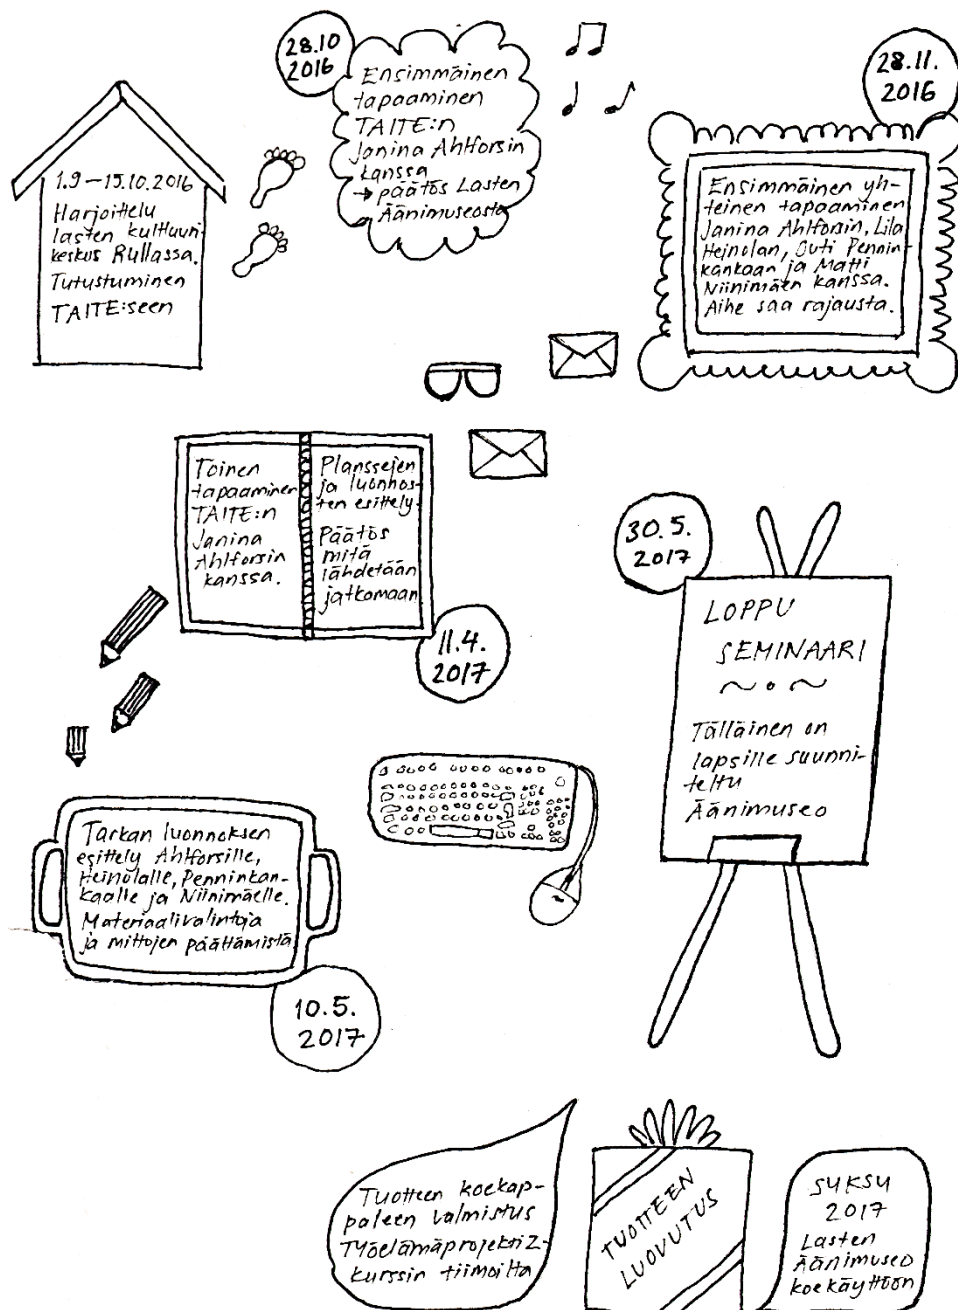 1.9–15.10.2016
Harjoittelu
lasten kulttuuri-
keskus Rullassa.
Tutustuminen
TAITE:seen
28.10
2016
Ensimmäinen
tapaaminen
TAITE:n
Janina Ahlforsin
kanssa
→ päätös Lasten
Äänimuseosta
28.11.
2016
Ensimmäinen yh-
teinen tapaaminen
Janina Ahlforsin, Lila
Heinolan, Outi Pennin-
kankaan ja Matti
Niinimäen kanssa.
Aihe saa rajausta.
Toinen
tapaaminen
TAITE:n
Janina
Ahlforsin
kanssa.
Planssejen
ja luonnos-
ten esittely.
Päätös
mitä
lähdetään
jatkomaan
11.4.
2017
Tarkan luonnoksen
esittely Ahlforsille,
Heinolalle, Penninkan-
kaalle ja Niinimäelle.
Materiaalivalintoja
ja mittojen päättämistä
10.5.
2017
30.5.
2017
LOPPU
SEMINAARI
~ o ~
Tälläinen on
lapsille suunni-
teltu
Äänimuseo
Tuotteen koekap-
paleen valmistus
Työelämäprojekti 2-
kurssin tiimoilta
TUOTTEEN
LUOVUTUS
SYKSY
2017
Lasten
Äänimuseo
koekäyttöön